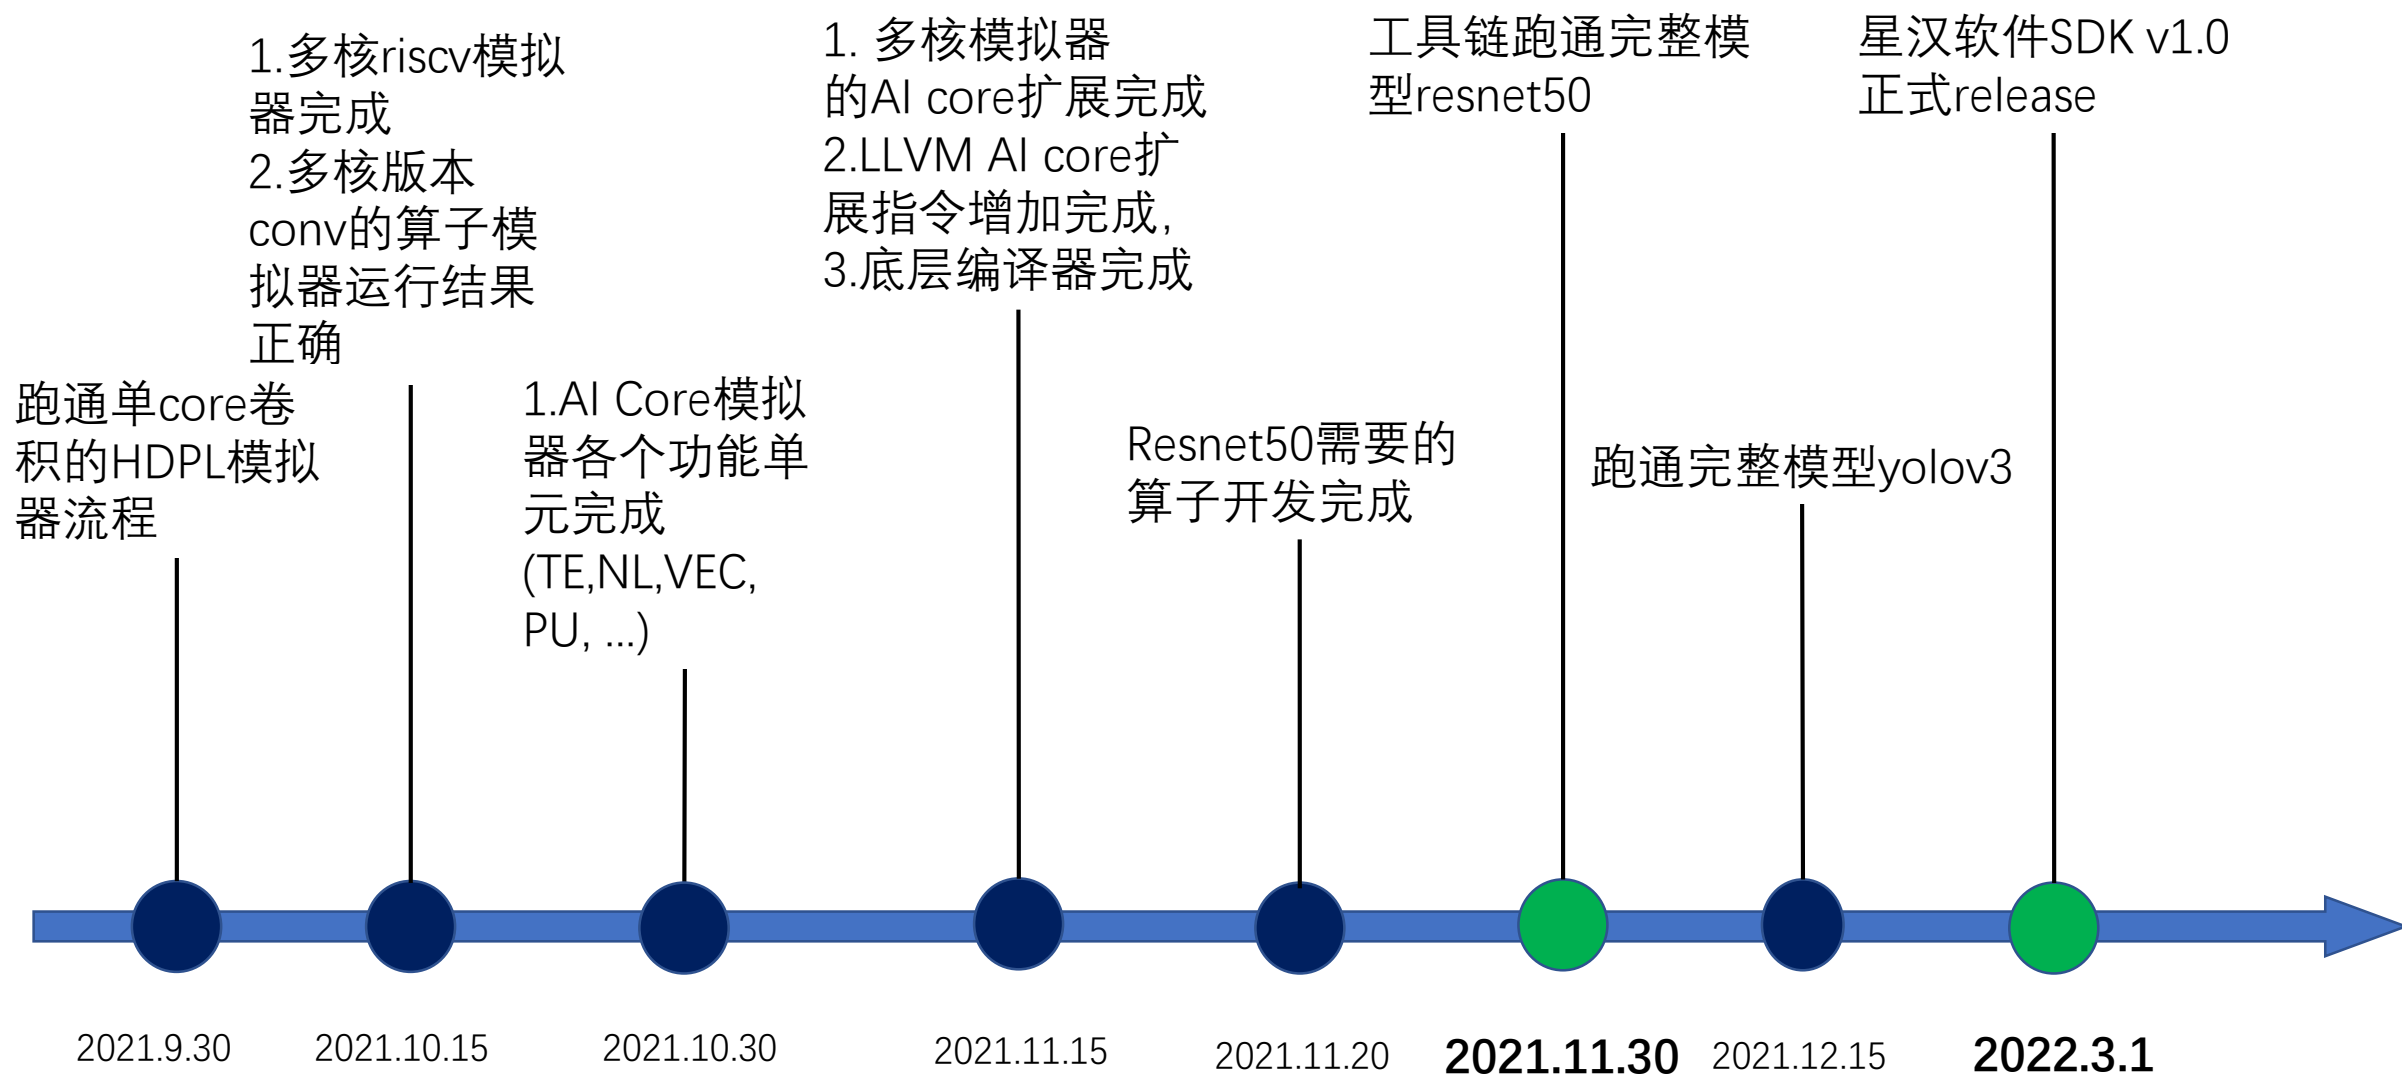 跑通单core卷
积的HDPL模拟
器流程
1.多核riscv模拟
器完成
2.多核版本
conv的算子模
拟器运行结果
正确
1.AI Core模拟
器各个功能单
元完成
(TE,NL,VEC,
PU, ...)
1. 多核模拟器
的AI core扩展完成
2.LLVM AI core扩
展指令增加完成,
3.底层编译器完成
Resnet50需要的
算子开发完成
工具链跑通完整模
型resnet50
跑通完整模型yolov3
星汉软件SDK v1.0
正式release
2021.9.30
2021.10.15
2021.10.30
2021.11.15
2021.11.20
2021.11.30
2021.12.15
2022.3.1